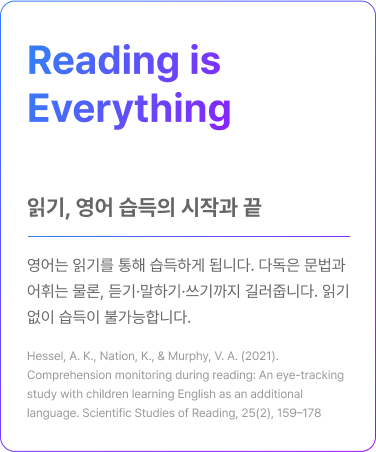 Reading is
Everything
읽기, 영어 습득의 시작과 끝
영어는 읽기를 통해 습득하게 됩니다. 다독은 문법과
어휘는 물론, 듣기·말하기·쓰기까지 길러줍니다. 읽기
없이 습득이 불가능합니다.
Hessel, A. K., Nation, K., & Murphy, V. A. (2021).
Comprehension monitoring during reading: An eye-tracking
study with children learning English as an additional
language. Scientific Studies of Reading, 25(2), 159–178